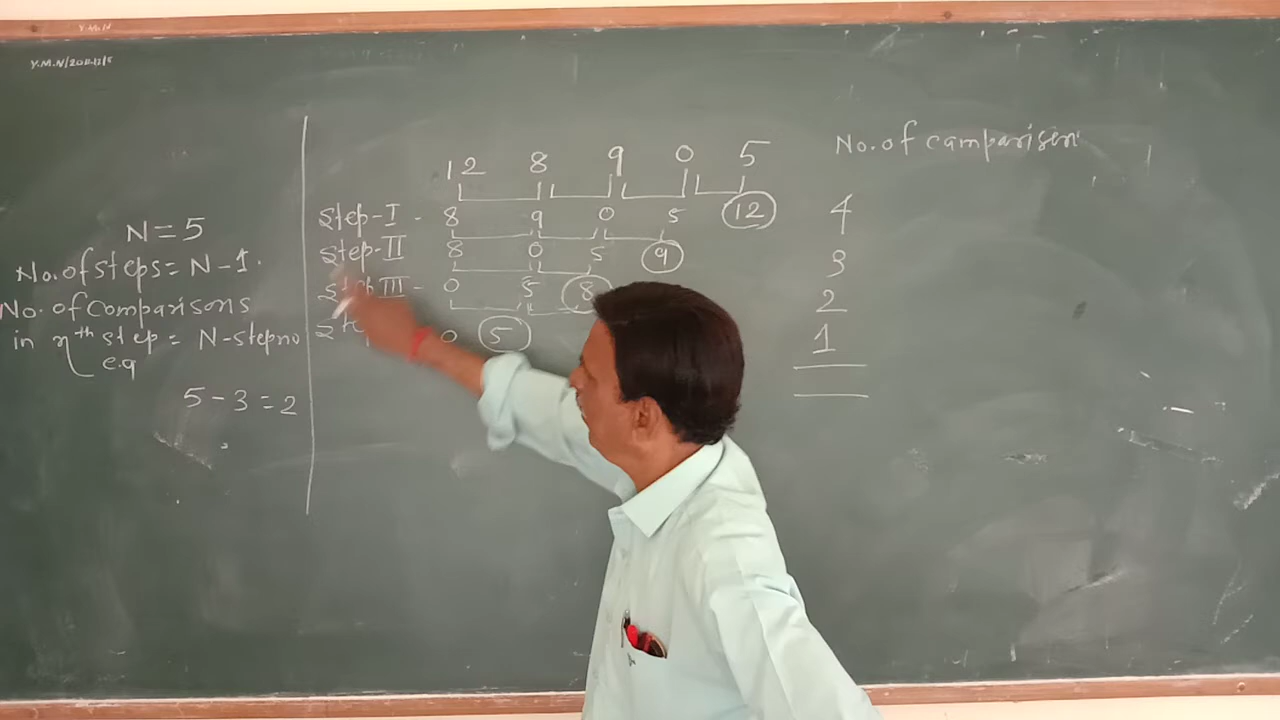 Y.M.N
N=5
No.of steps= N-1.
No. of Comparisons
in nth step = N-stepno
e.g
5-3=2
12 8 9 0 5
Step-I - 8 9 0 5 12
Step-II 8 0 5 9
Step III - 0 5 8
0 5
No. of camparisen
4
3
2
1